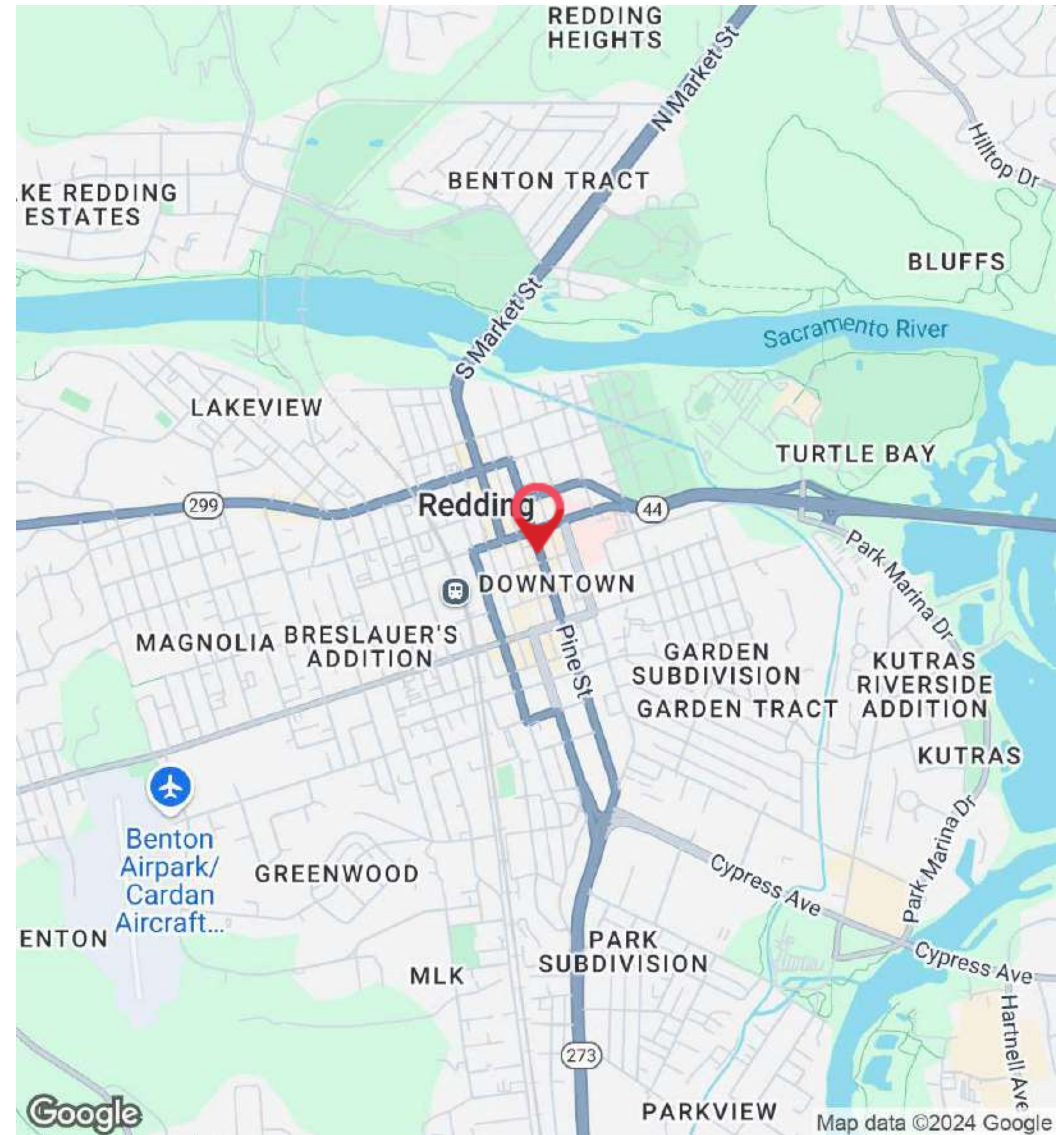 REDDING
HEIGHTS
N Market St
Hilltop Dr
BENTON TRACT
KE REDDING
ESTATES
BLUFFS
S Market St
Sacramento River
LAKEVIEW
TURTLE BAY
299
Redding
44
Park Marina Dr
DOWNTOWN
MAGNOLIA
BRESLAUER'S
ADDITION
Pine St
GARDEN
SUBDIVISION
GARDEN TRACT
KUTRAS
RIVERSIDE
ADDITION
KUTRAS
Benton
Airpark/
Cardan
Aircraft...
GREENWOOD
Cypress Ave
Park Marina Dr
ENTON
PARK
SUBDIVISION
MLK
Cypress Ave
Hartnell Ave
273
PARKVIEW
Google
Map data ©2024 Google